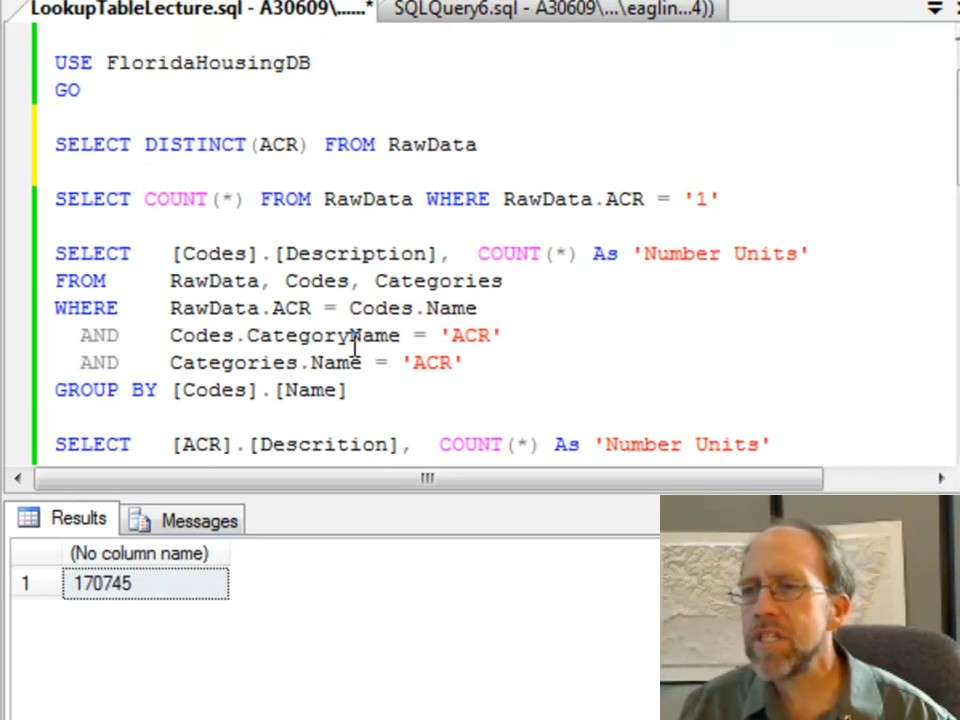 LookupTableLecture.sql - A30609\......*
SQLQuery6.sql - A30609\...\eaglin...4))
USE FloridaHousingDB
GO
SELECT DISTINCT(ACR) FROM RawData
SELECT COUNT(*) FROM RawData WHERE RawData.ACR = '1'
SELECT [Codes].[Description], COUNT(*) As 'Number Units'
FROM RawData, Codes, Categories
WHERE RawData.ACR = Codes.Name
AND Codes.CategoryName = 'ACR'
AND Categories.Name = 'ACR'
GROUP BY [Codes].[Name]
SELECT [ACR].[Descrition], COUNT(*) As 'Number Units'
Results
Messages
(No column name)
1 170745